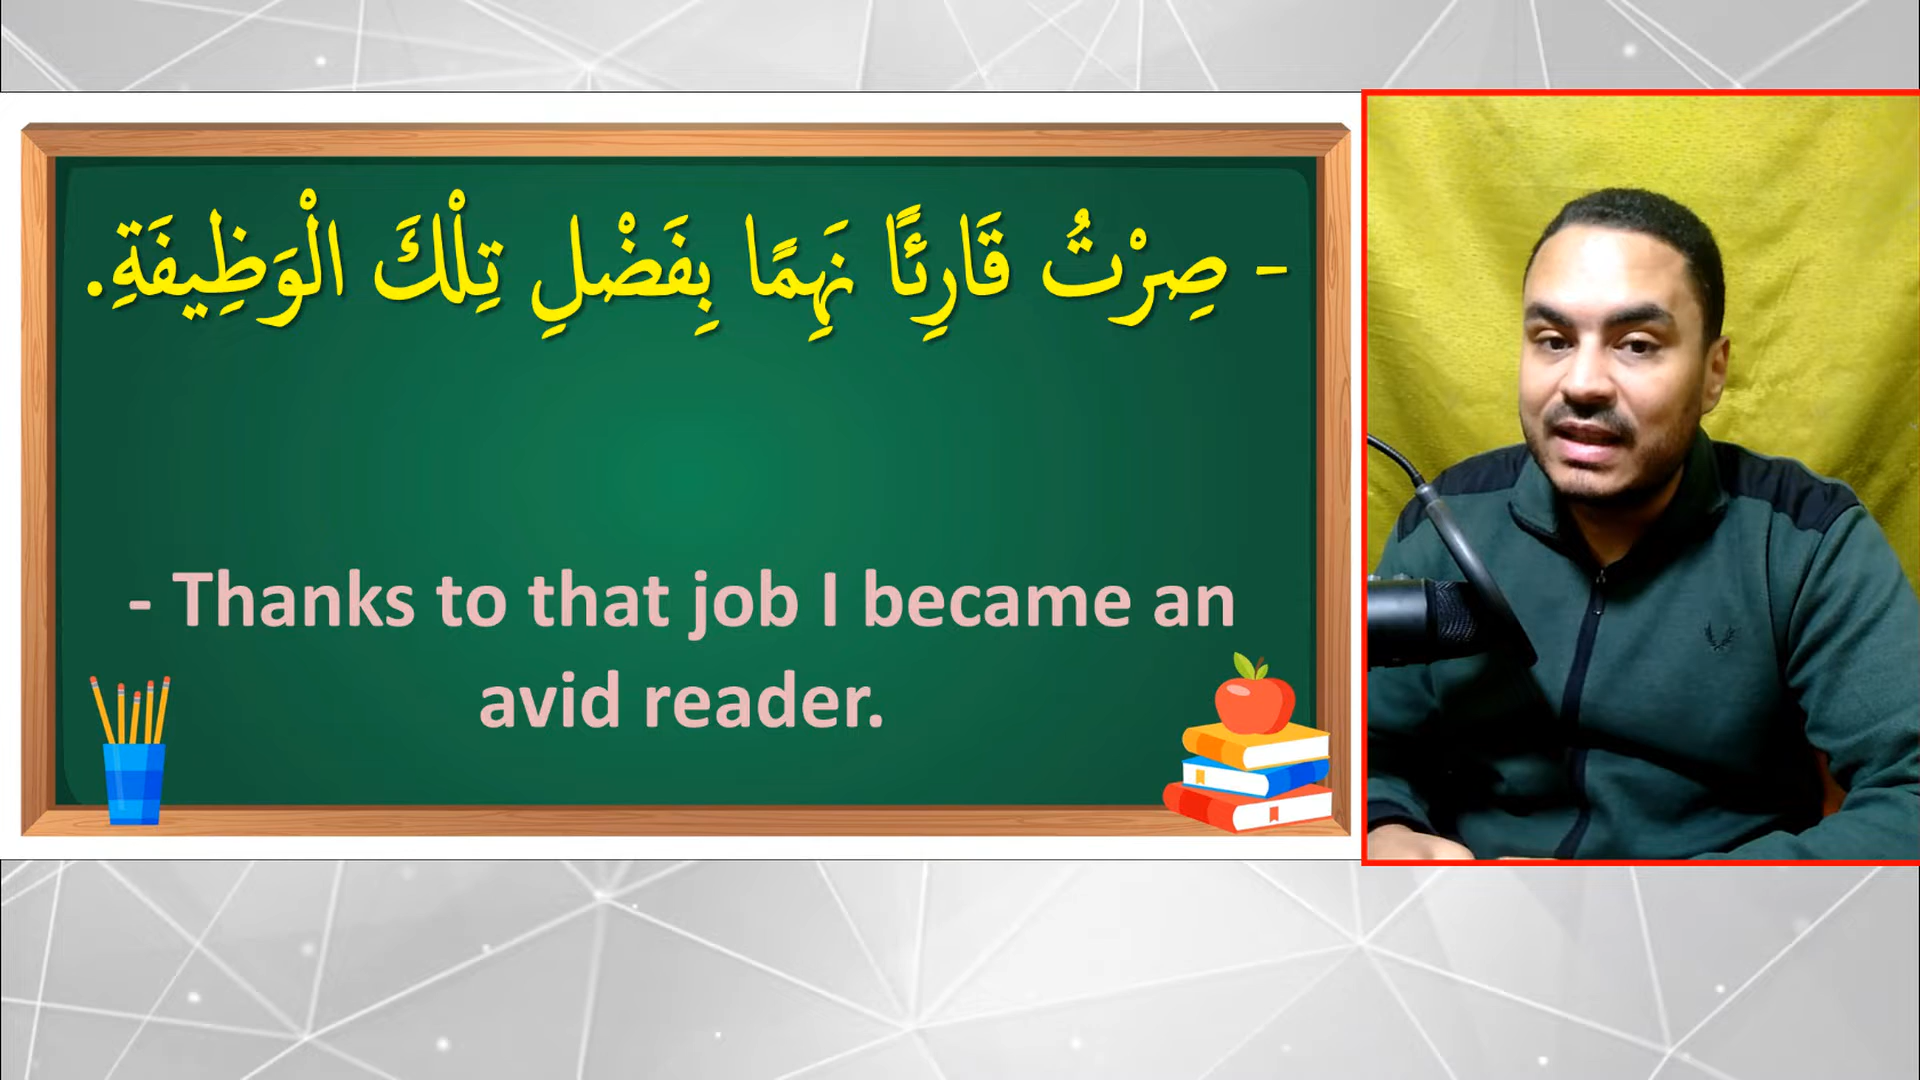 - صِرْتُ قَارِئًا نَهِمًا بِفَضْلِ تِلْكَ الْوَظِيفَةِ.
- Thanks to that job I became an
avid reader.